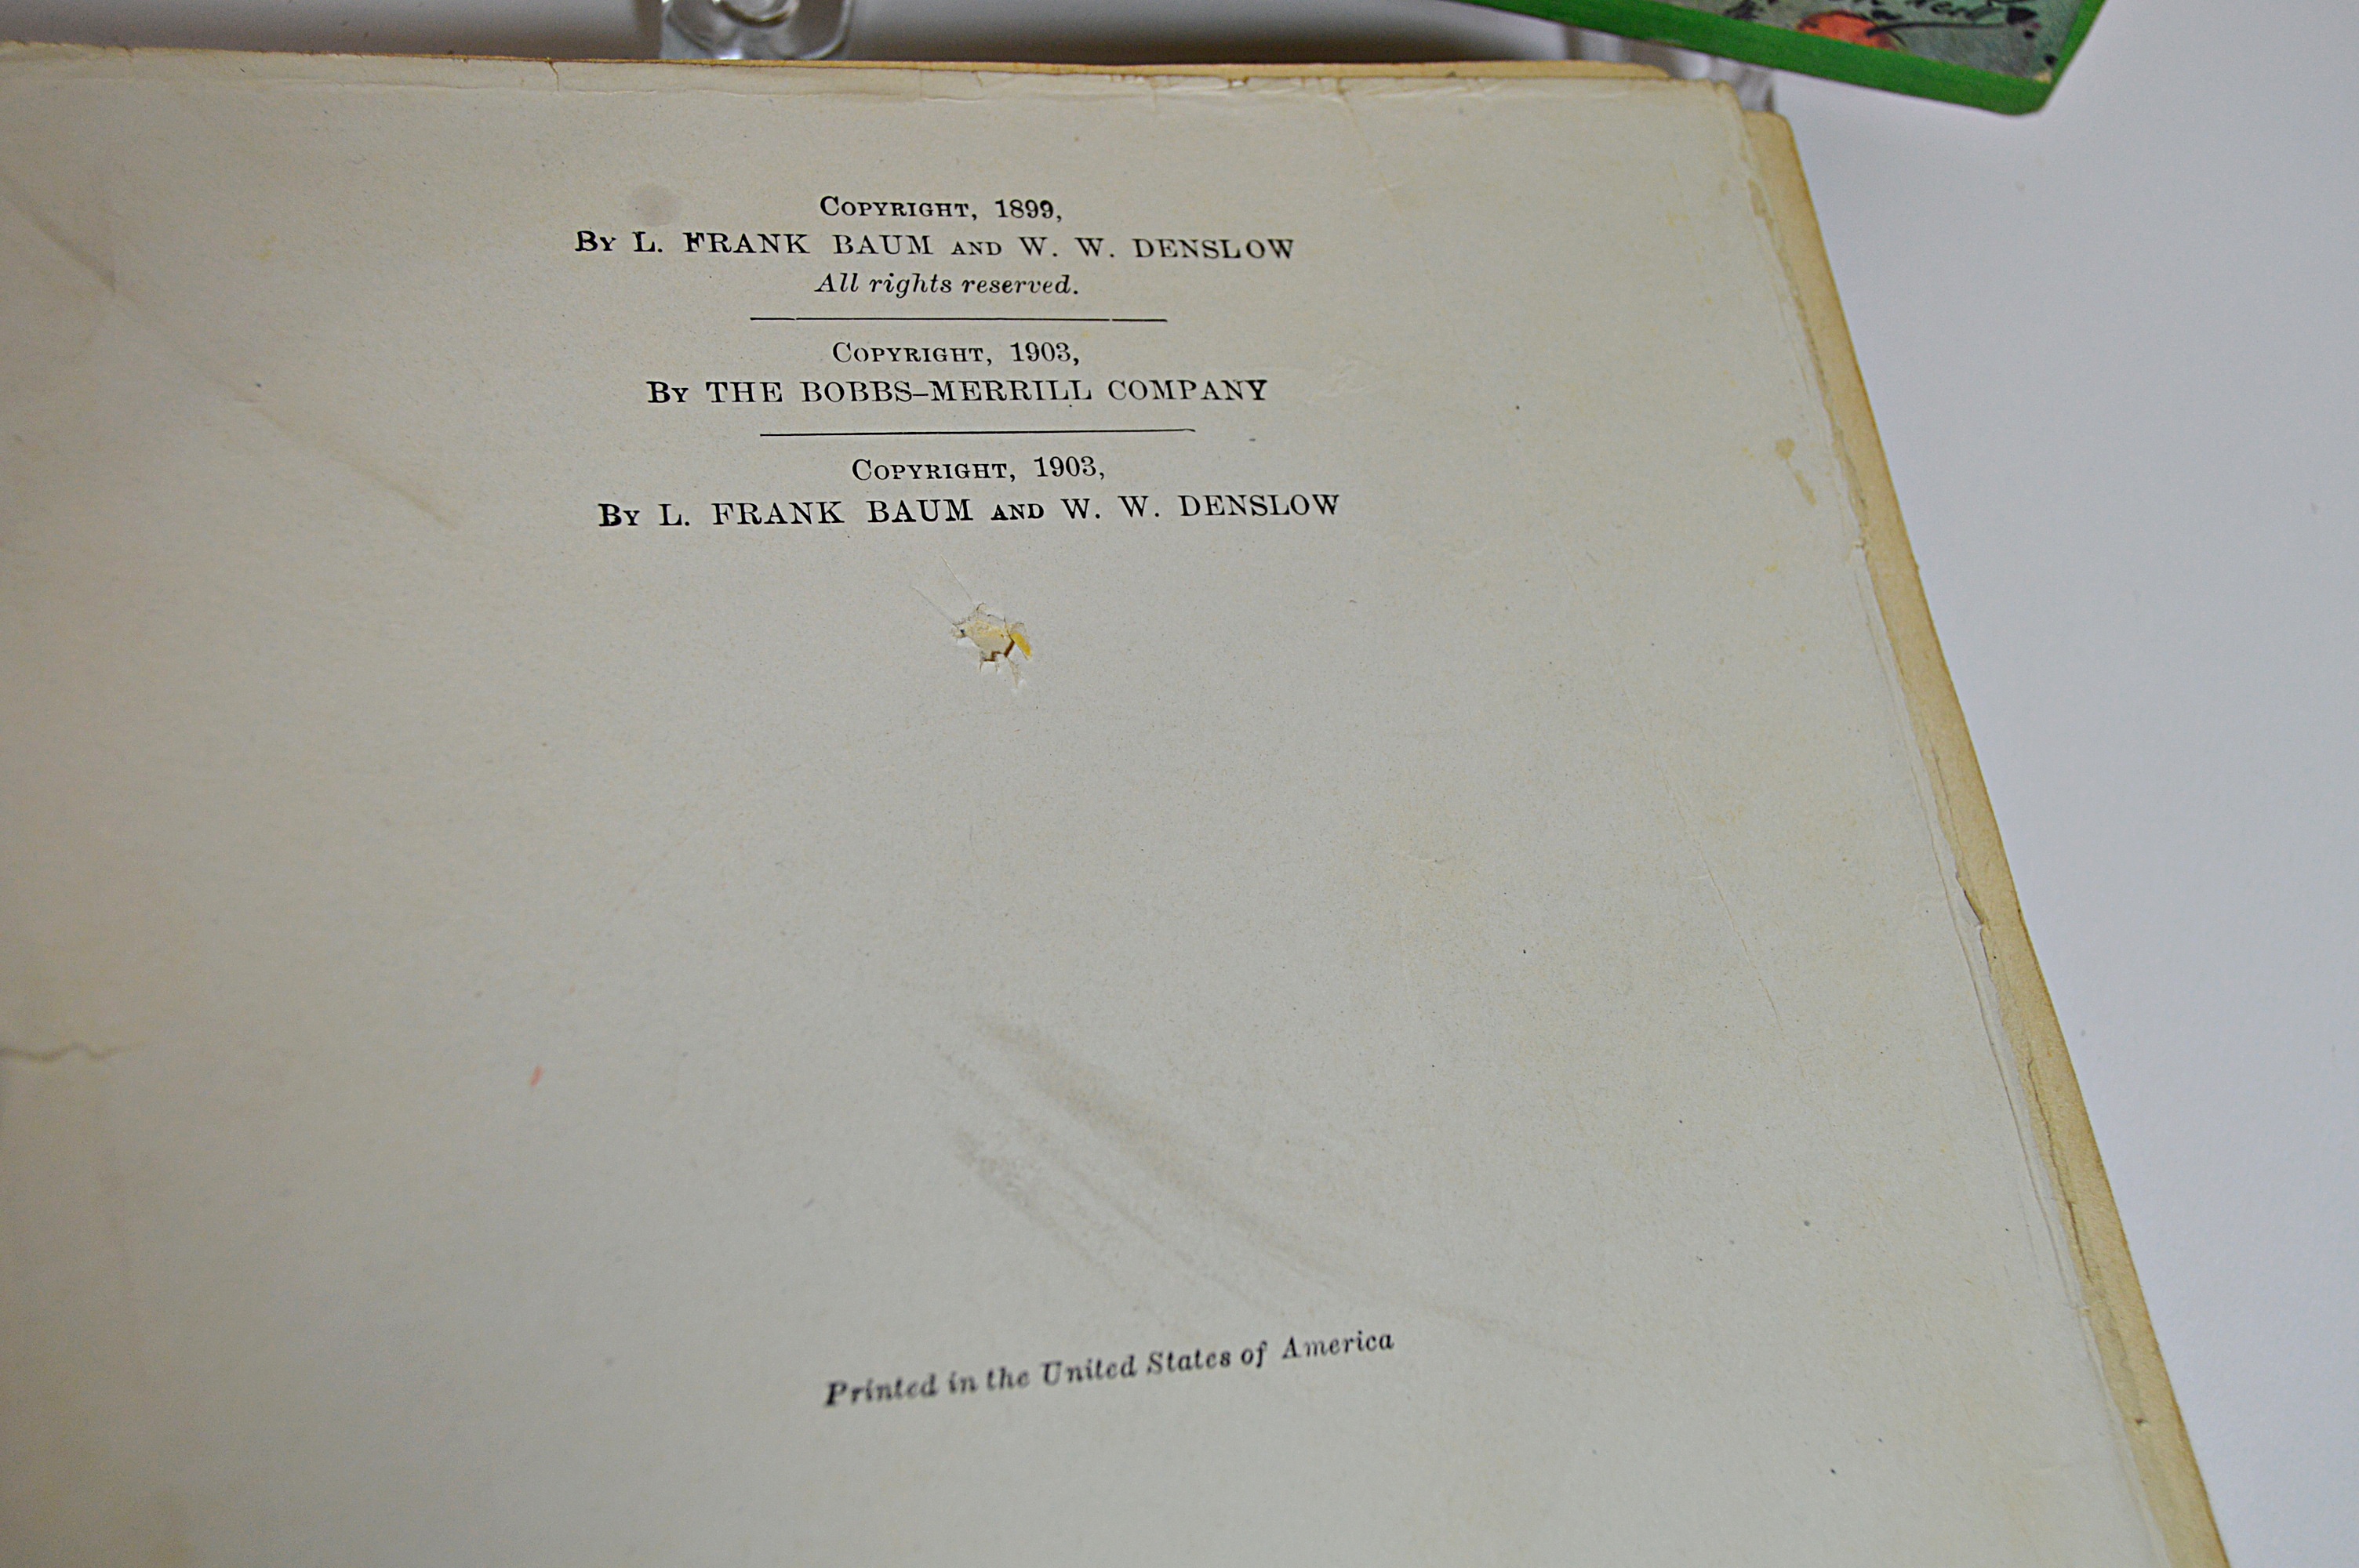 Copyright, 1899,
By L. FRANK BAUM and W. W. DENSLOW
All rights reserved.
Copyright, 1903,
By THE BOBBS-MERRILL COMPANY
Copyright, 1903,
By L. FRANK BAUM and W. W. DENSLOW
Printed in the United States of America